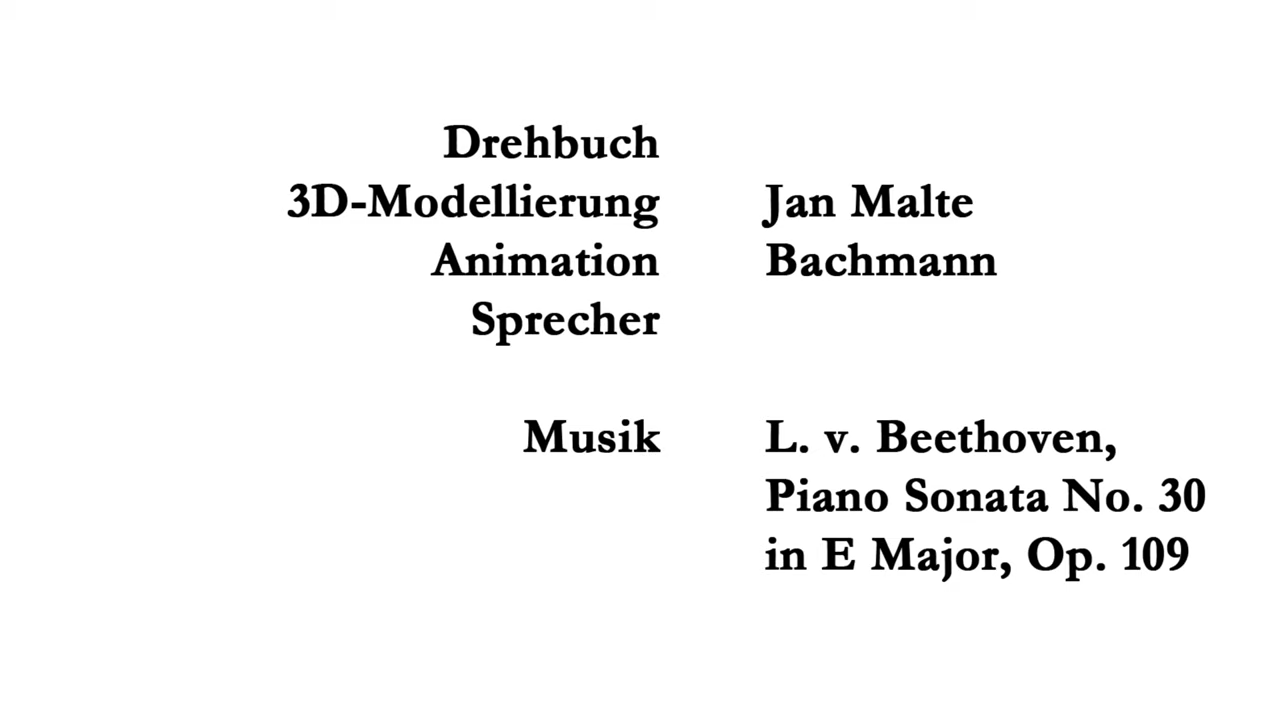 Drehbuch
3D-Modellierung Jan Malte
Animation Bachmann
Sprecher
Musik L. v. Beethoven,
Piano Sonata No. 30
in E Major, Op. 109